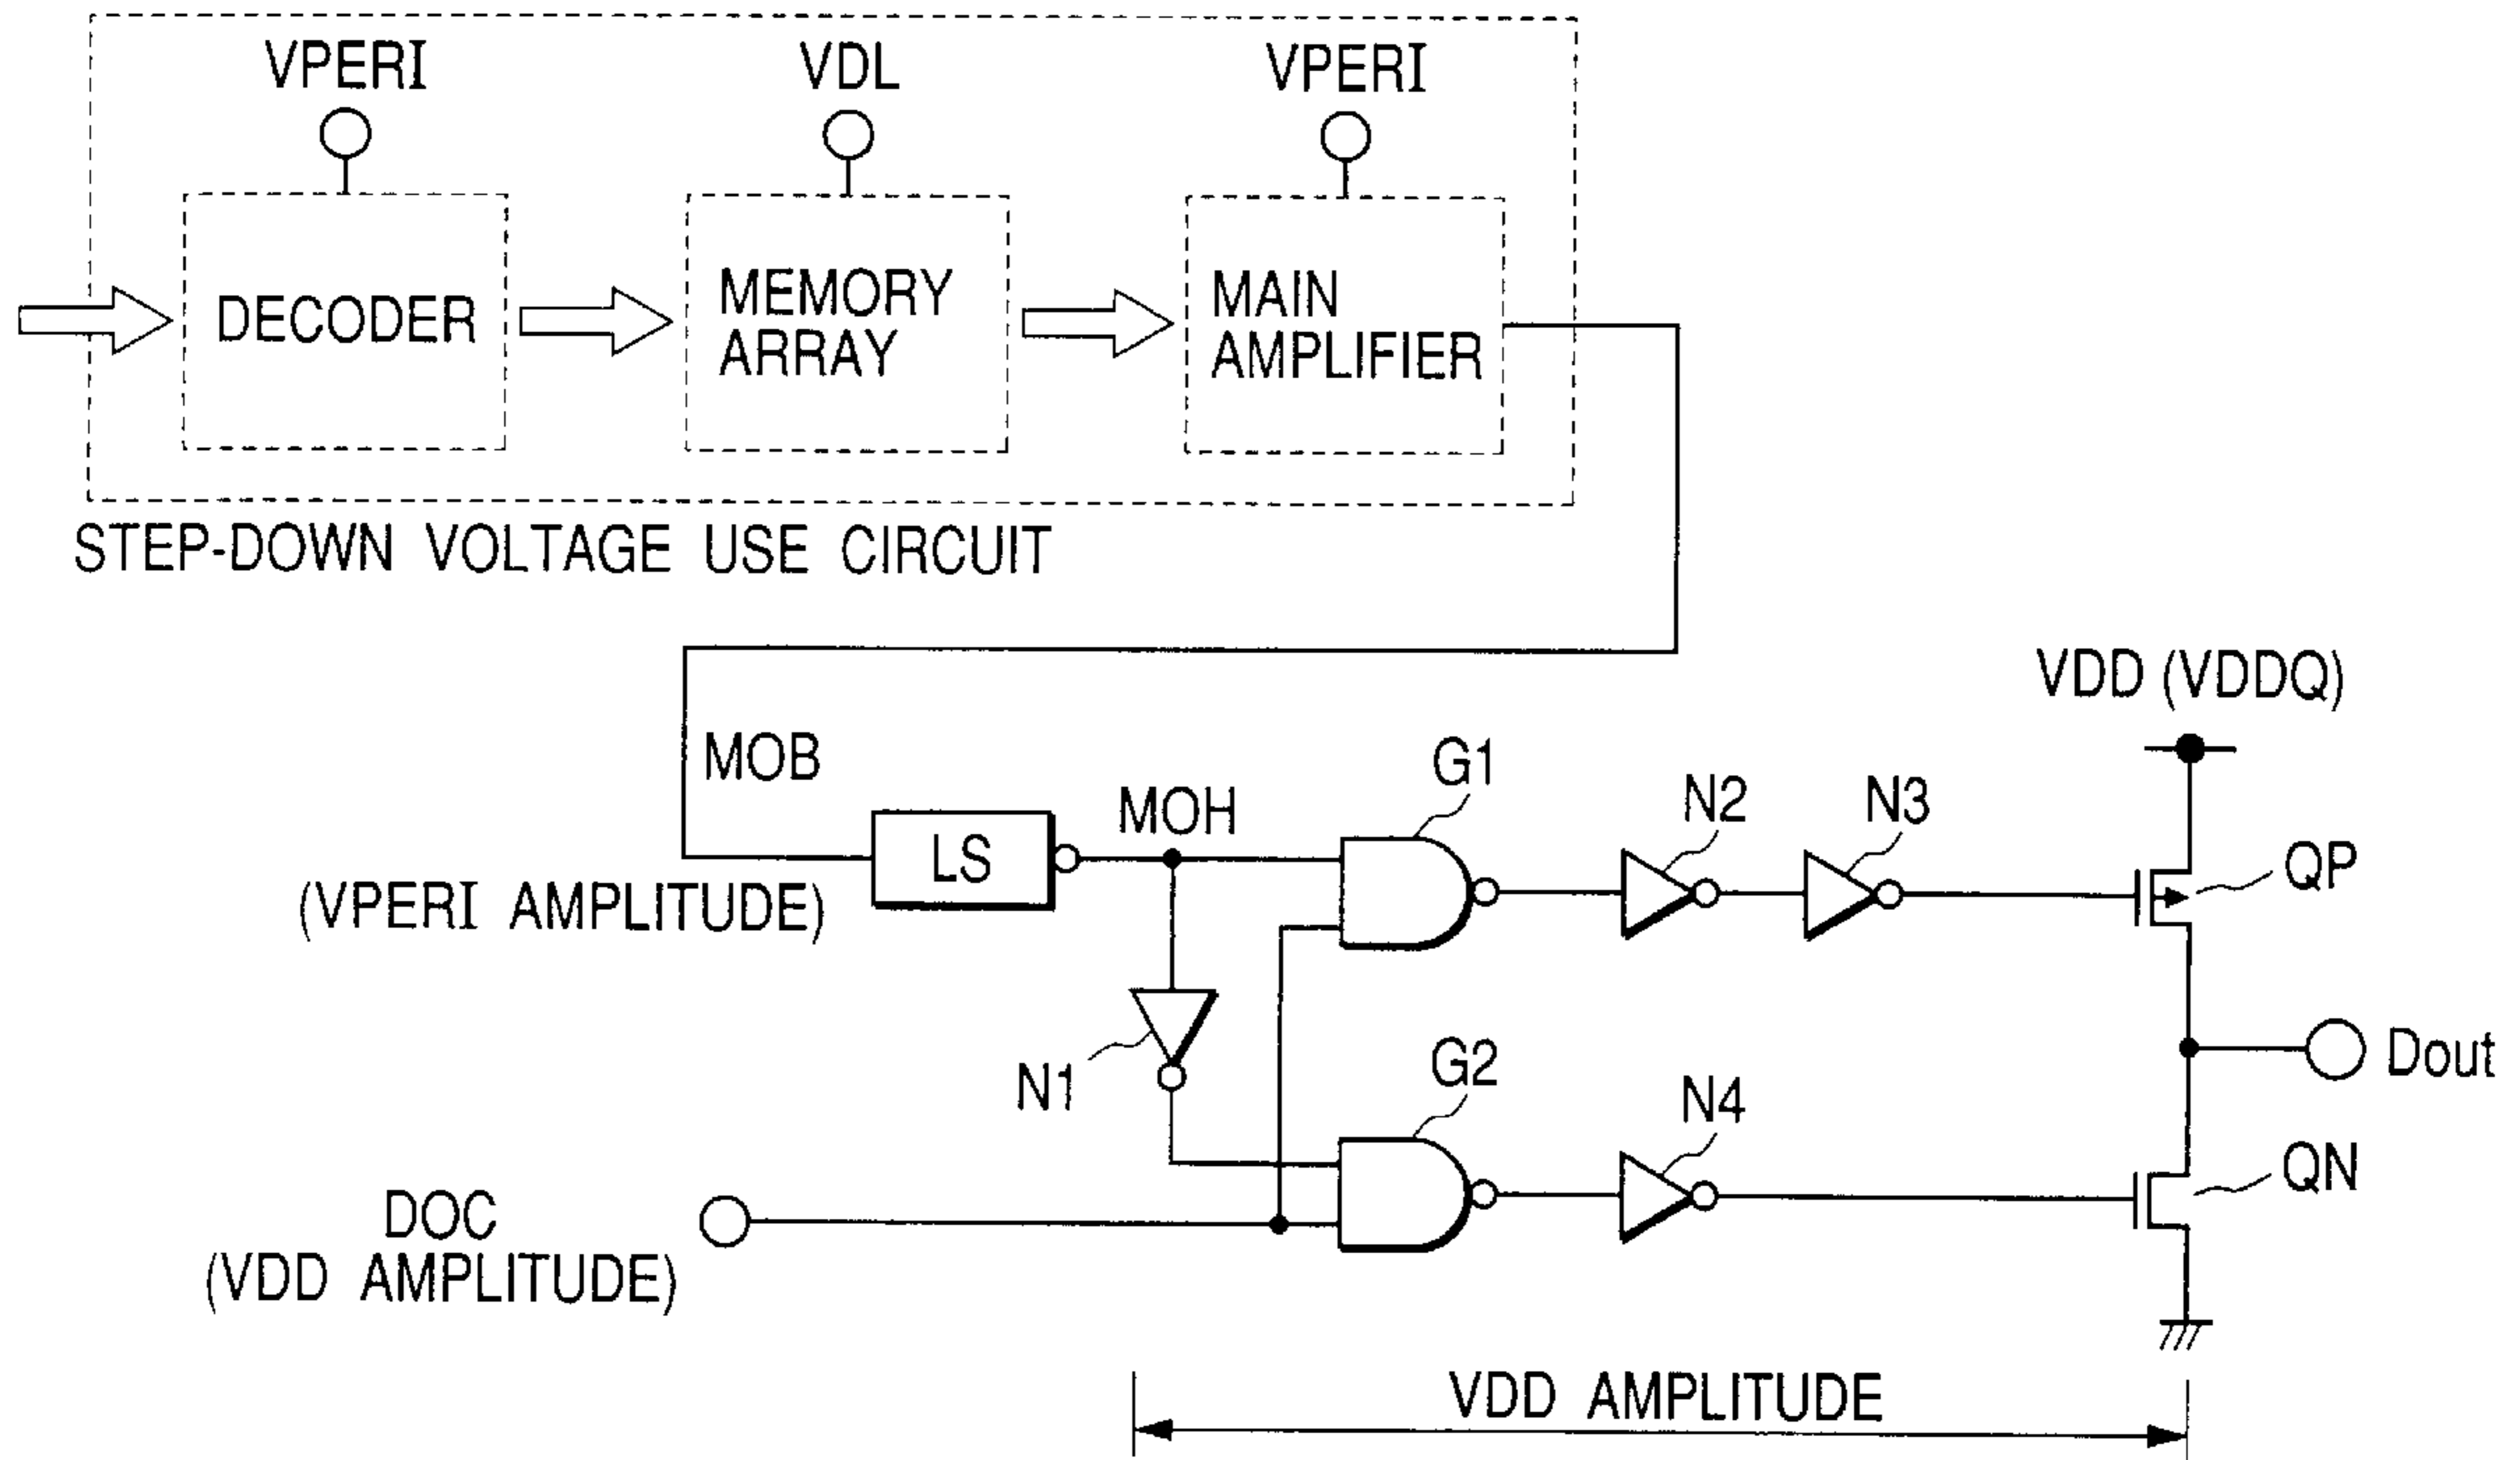 VPERI
VDL
VPERI
DECODER
MEMORY
ARRAY
MAIN
AMPLIFIER
STEP-DOWN VOLTAGE USE CIRCUIT
VDD (VDDQ)
MOB
LS
MOH
G1
N2
N3
QP
(VPERI AMPLITUDE)
N1
G2
N4
Dout
QN
DOC
(VDD AMPLITUDE)
VDD AMPLITUDE